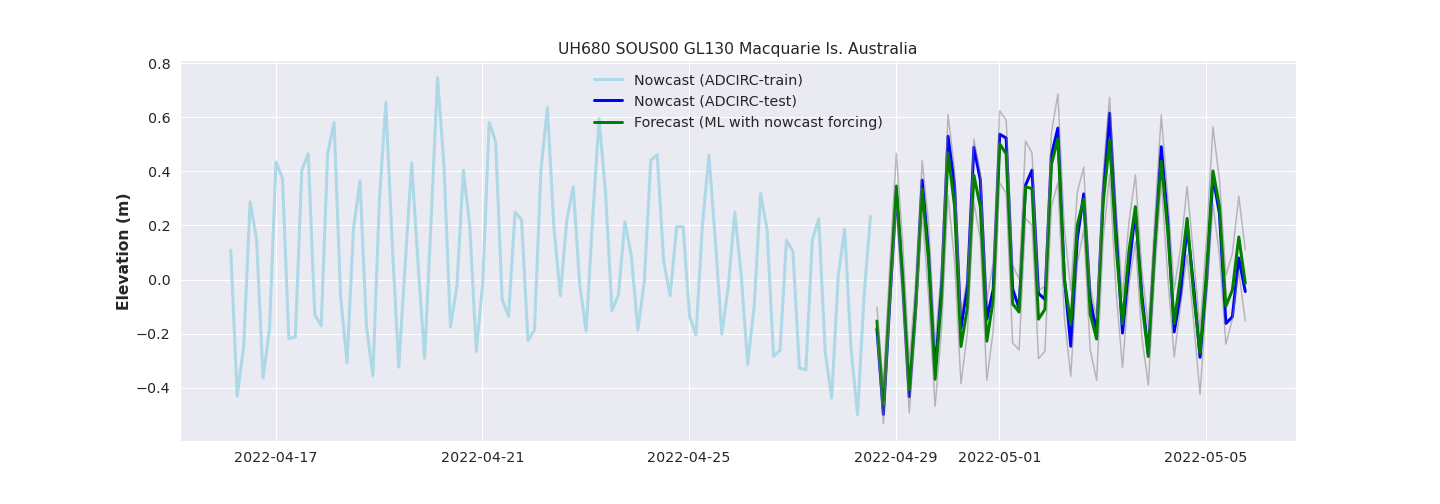 UH680 SOUS00 GL130 Macquarie Is. Australia
Nowcast (ADCIRC-train)
Nowcast (ADCIRC-test)
Forecast (ML with nowcast forcing)
Elevation (m)
0.8
0.6
0.4
0.2
0.0
−0.2
−0.4
2022-04-17 2022-04-21 2022-04-25 2022-04-29 2022-05-01 2022-05-05